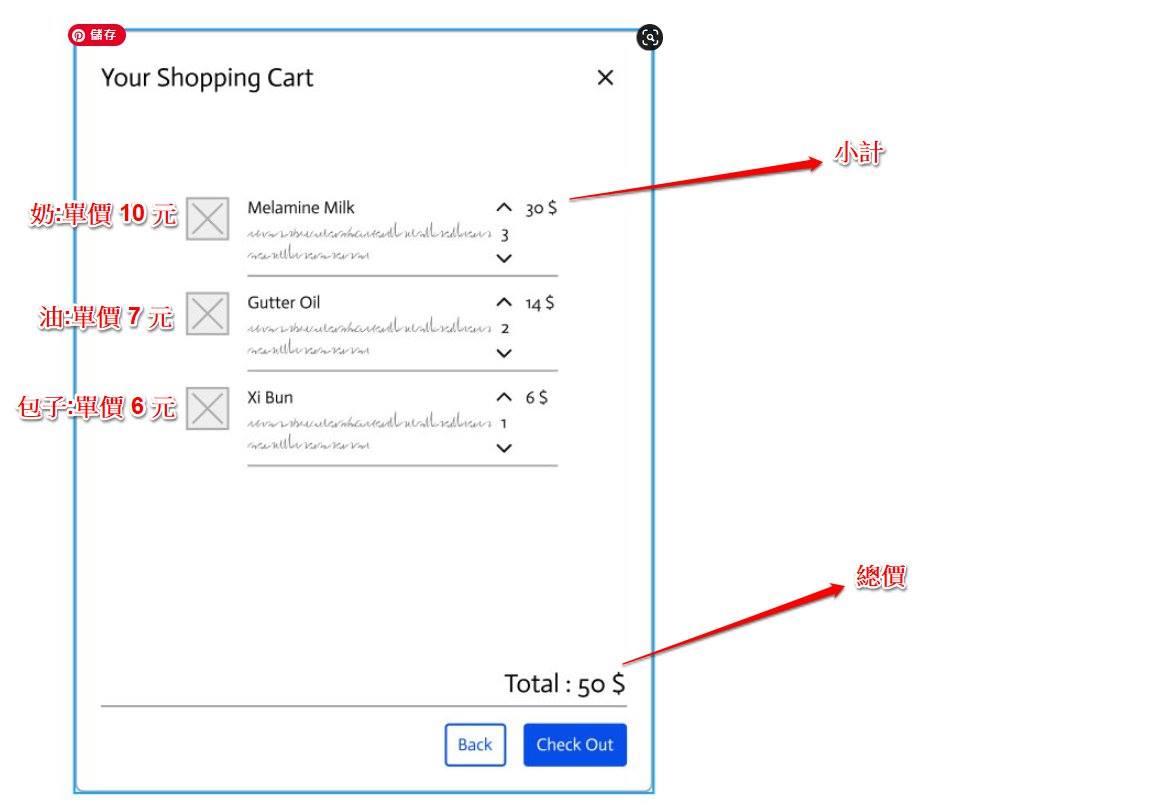 儲存
Your Shopping Cart
小計
奶:單價 10 元
Melamine Milk
30 $
3
油:單價 7 元
Gutter Oil
14 $
2
包子:單價 6 元
Xi Bun
6 $
1
總價
Total : 50 $
Back
Check Out